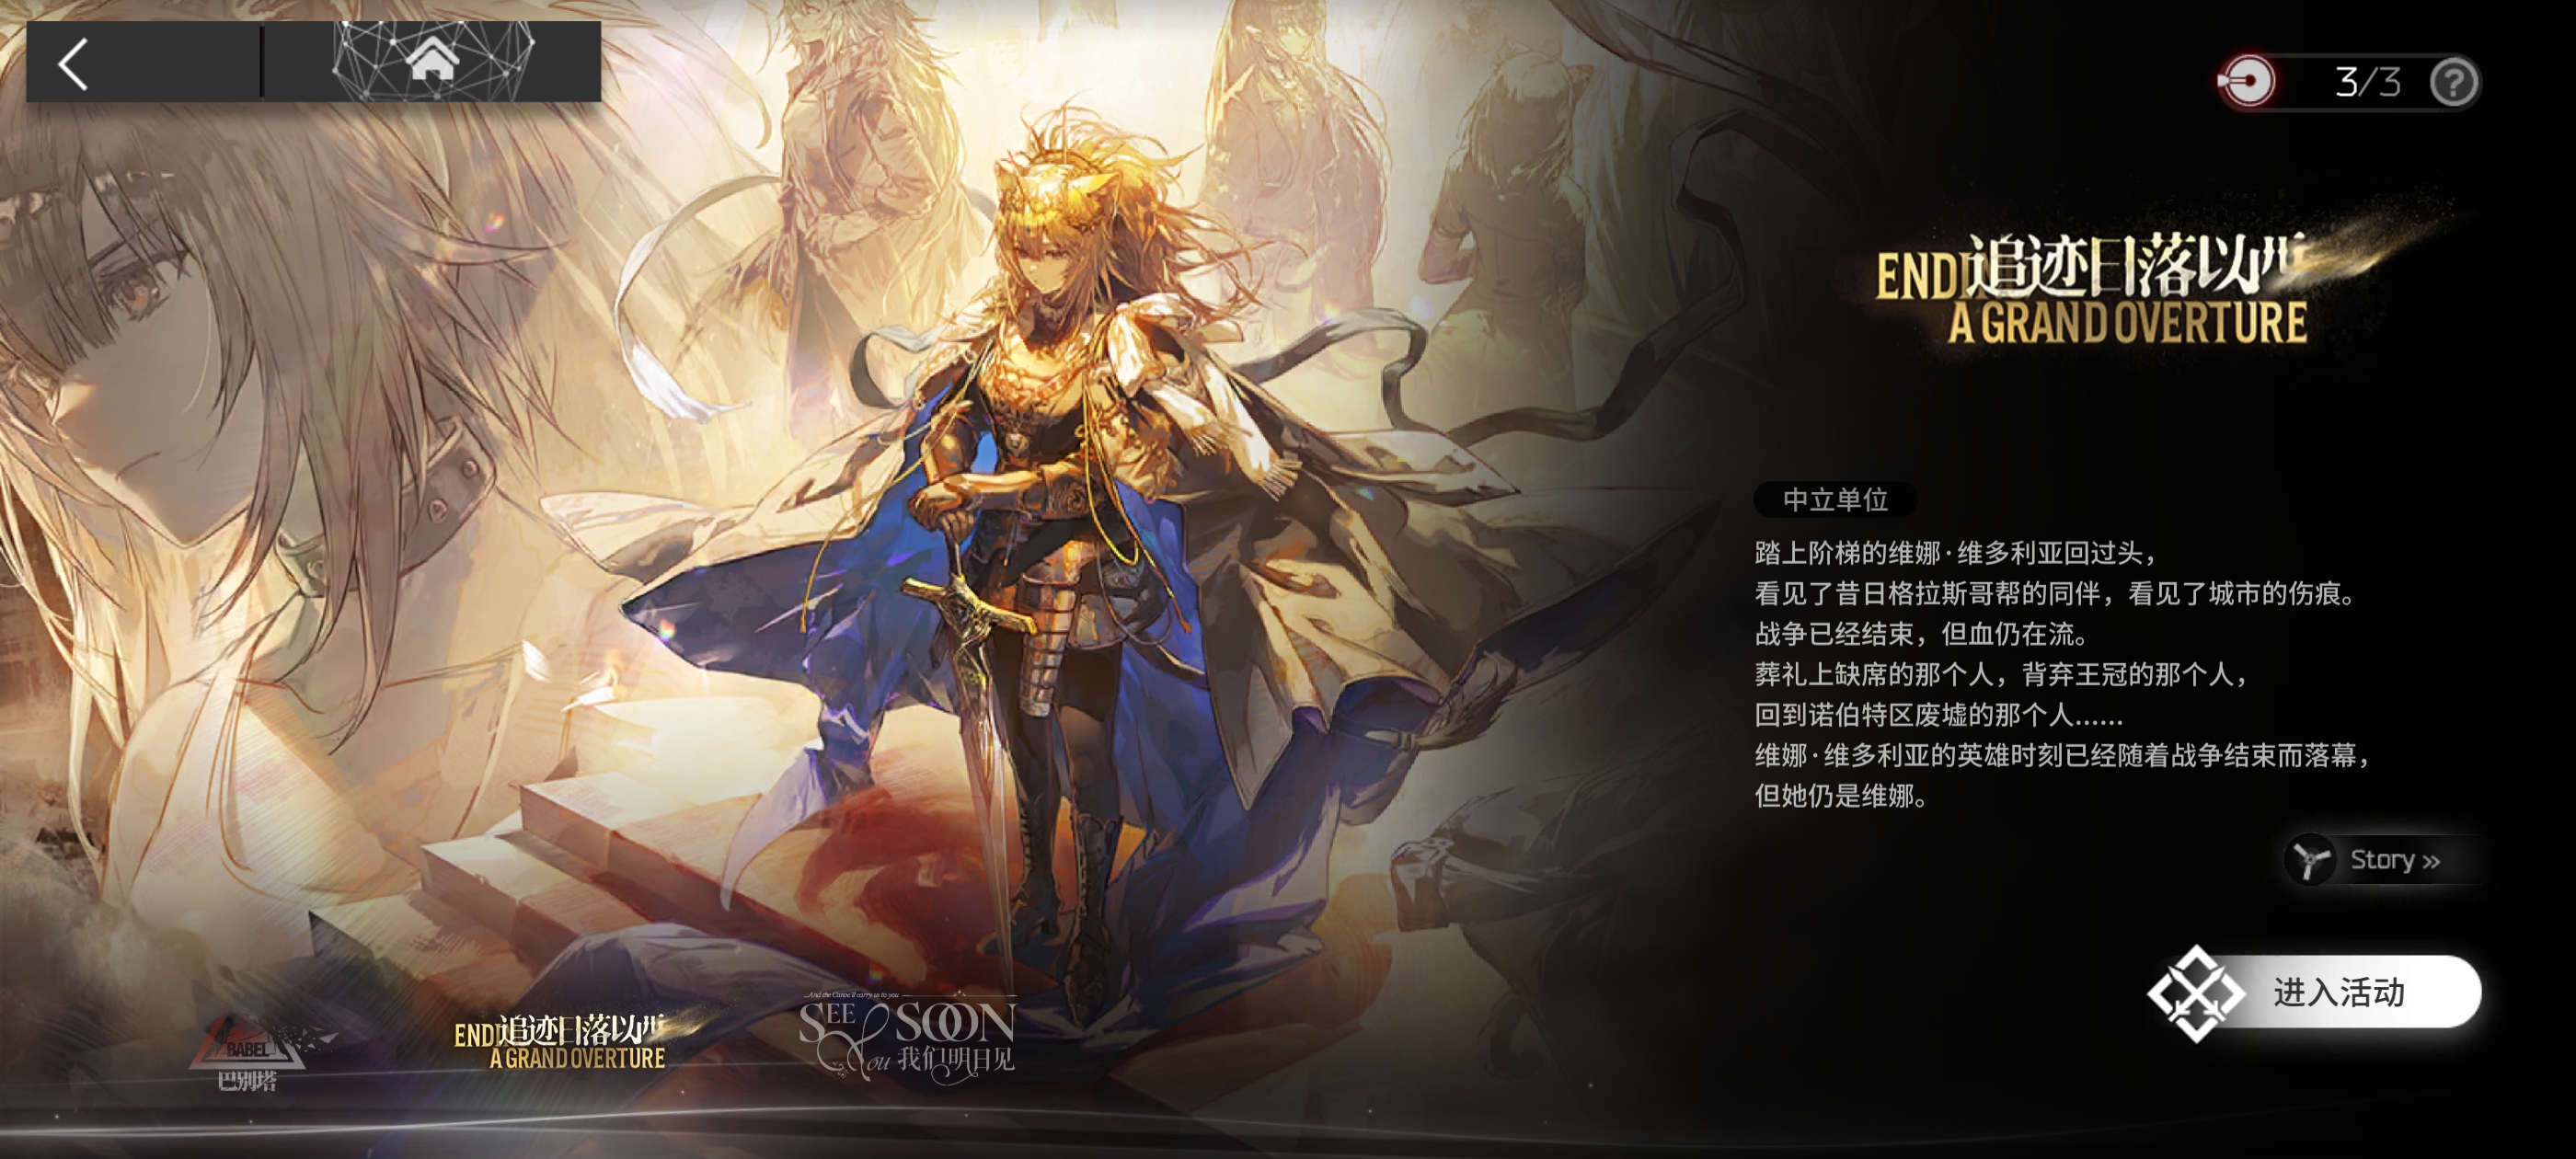 3/3
追迹日落以西
A GRAND OVERTURE
中立单位
踏上阶梯的维娜·维多利亚回过头，
看见了昔日格拉斯哥帮的同伴，看见了城市的伤痕。
战争已经结束，但血仍在流。
葬礼上缺席的那个人，背弃王冠的那个人，
回到诺伯特区废墟的那个人……
维娜·维多利亚的英雄时刻已经随着战争结束而落幕，
但她仍是维娜。
Story »
进入活动
BABEL
巴别塔
追迹日落以西
A GRAND OVERTURE
SEE
You SOON
我们明日见